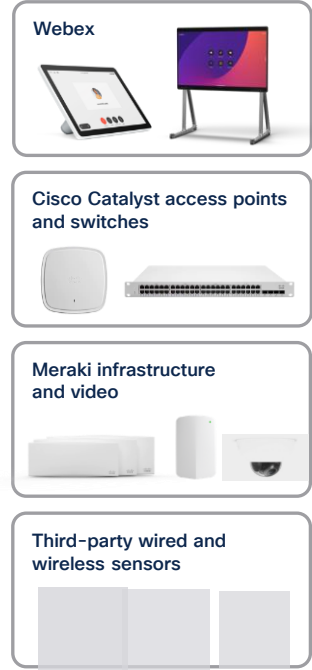 Webex
Cisco Catalyst access points
and switches
Meraki infrastructure
and video
Third-party wired and
wireless sensors